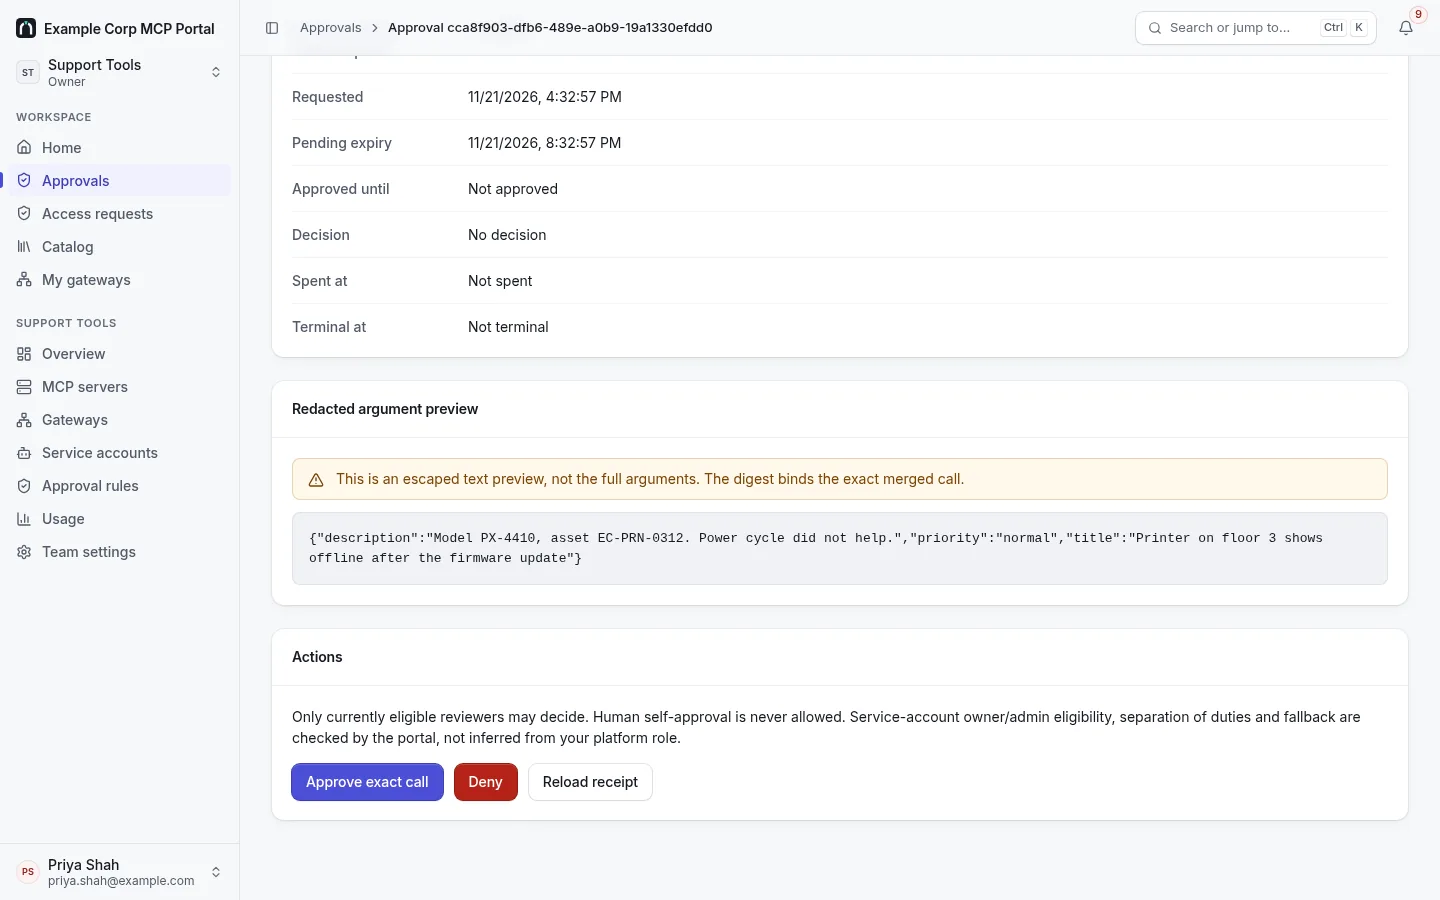 Example Corp MCP Portal
ST
Support Tools
Owner
WORKSPACE
Home
Approvals
Access requests
Catalog
My gateways
SUPPORT TOOLS
Overview
MCP servers
Gateways
Service accounts
Approval rules
Usage
Team settings
PS
Priya Shah
priya.shah@example.com
Approvals > Approval cca8f903-dfb6-489e-a0b9-19a1330efdd0
Search or jump to... Ctrl K
9
Requested 11/21/2026, 4:32:57 PM
Pending expiry 11/21/2026, 8:32:57 PM
Approved until Not approved
Decision No decision
Spent at Not spent
Terminal at Not terminal
Redacted argument preview
This is an escaped text preview, not the full arguments. The digest binds the exact merged call.
{"description":"Model PX-4410, asset EC-PRN-0312. Power cycle did not help.","priority":"normal","title":"Printer on floor 3 shows
offline after the firmware update"}
Actions
Only currently eligible reviewers may decide. Human self-approval is never allowed. Service-account owner/admin eligibility, separation of duties and fallback are
checked by the portal, not inferred from your platform role.
Approve exact call Deny Reload receipt